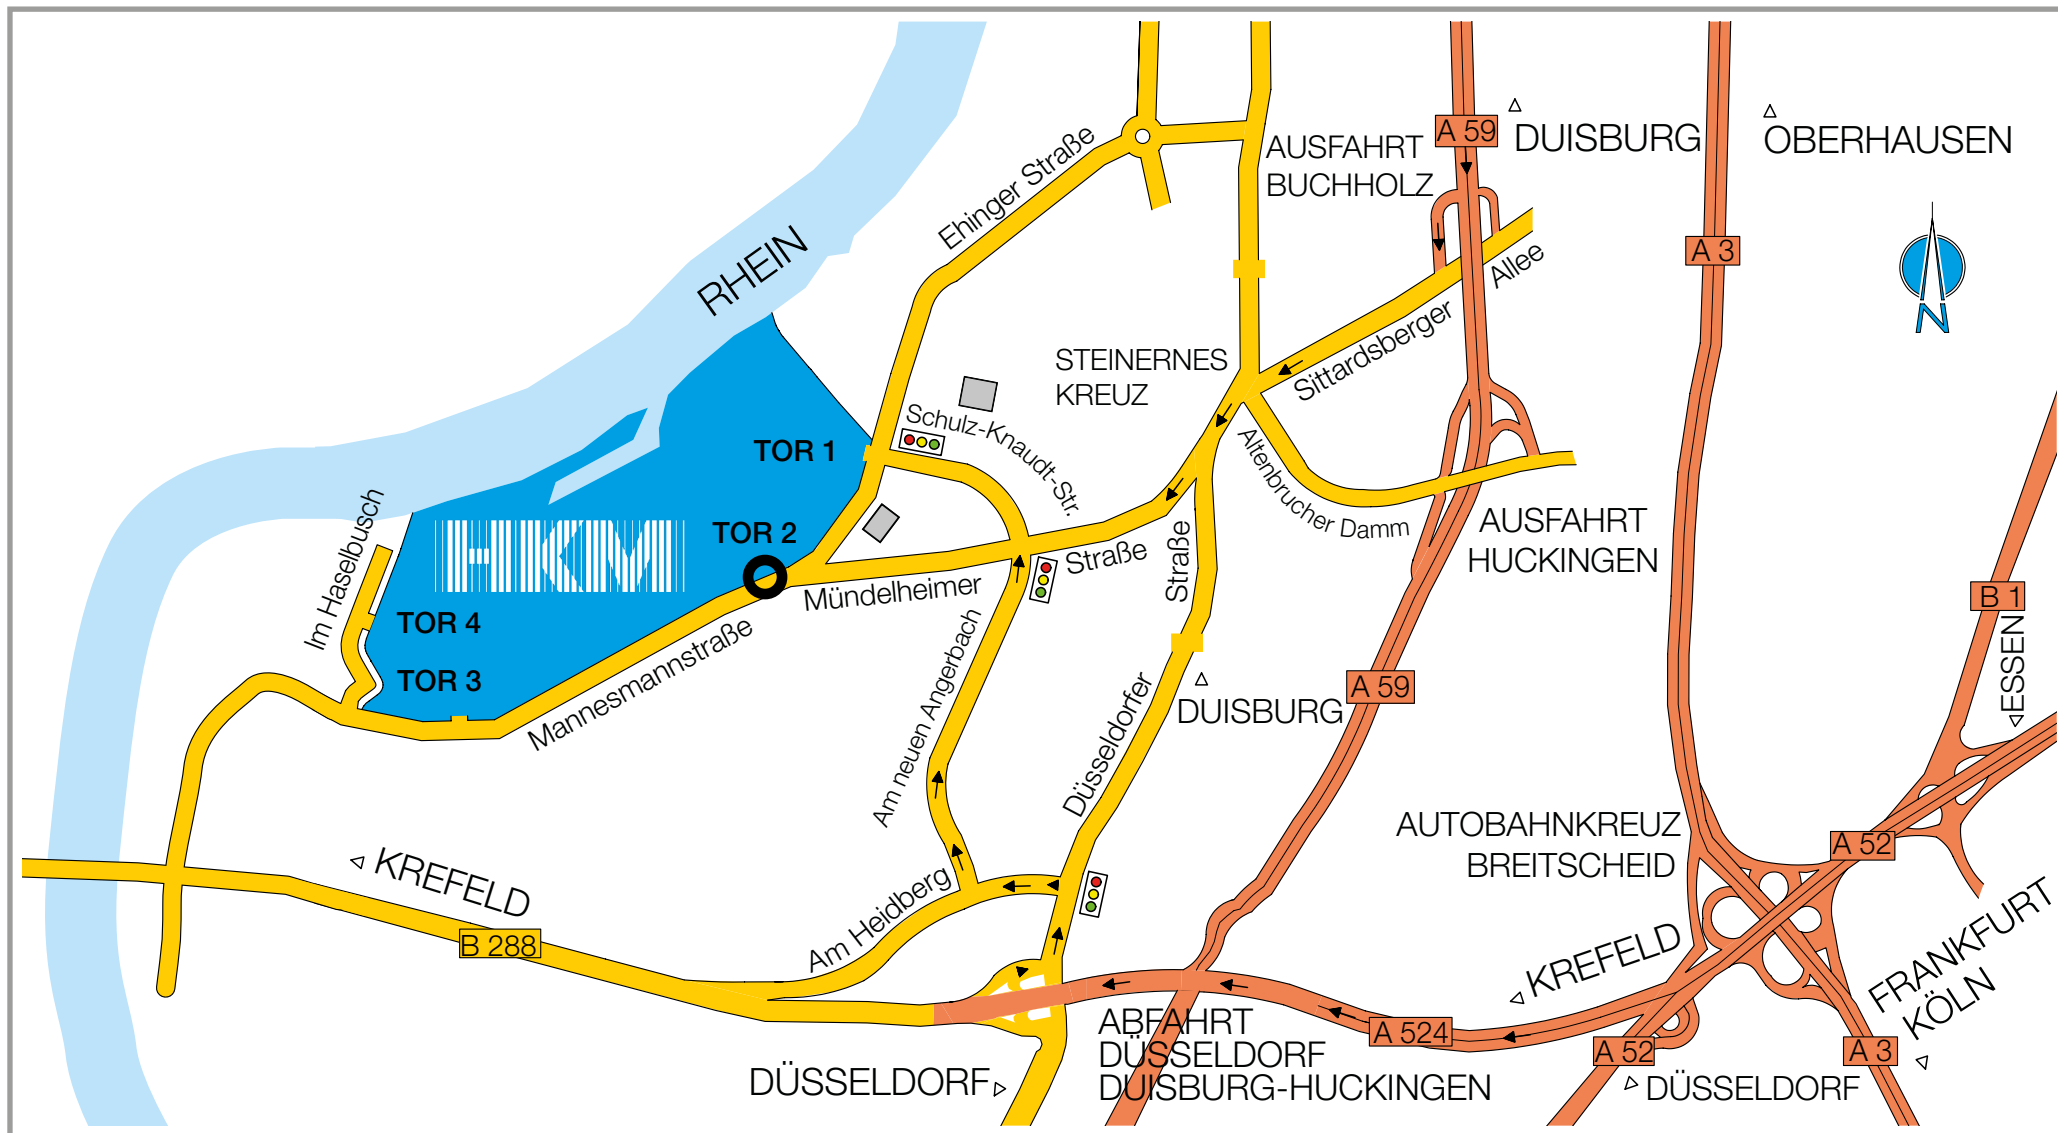 A 59
DUISBURG
OBERHAUSEN
AUSFAHRT
BUCHHOLZ
Ehinger Straße
RHEIN
A 3
Sittardsberger Allee
N
STEINERNES
KREUZ
Schulz-Knaudt-Str.
TOR 1
Altenbrucher Damm
AUSFAHRT
HUCKINGEN
Im Haselbusch
HKM
TOR 2
Mündelheimer Straße
TOR 4
TOR 3
Mannesmannstraße
Am neuen Angerbach
Düsseldorfer Straße
DUISBURG
A 59
B 1
ESSEN
AUTOBAHNKREUZ
BREITSCHEID
A 52
KREFELD
B 288
Am Heidberg
KREFELD
FRANKFURT
KÖLN
ABFAHRT
DÜSSELDORF
DUISBURG-HUCKINGEN
A 524
A 52
A 3
DÜSSELDORF
DÜSSELDORF